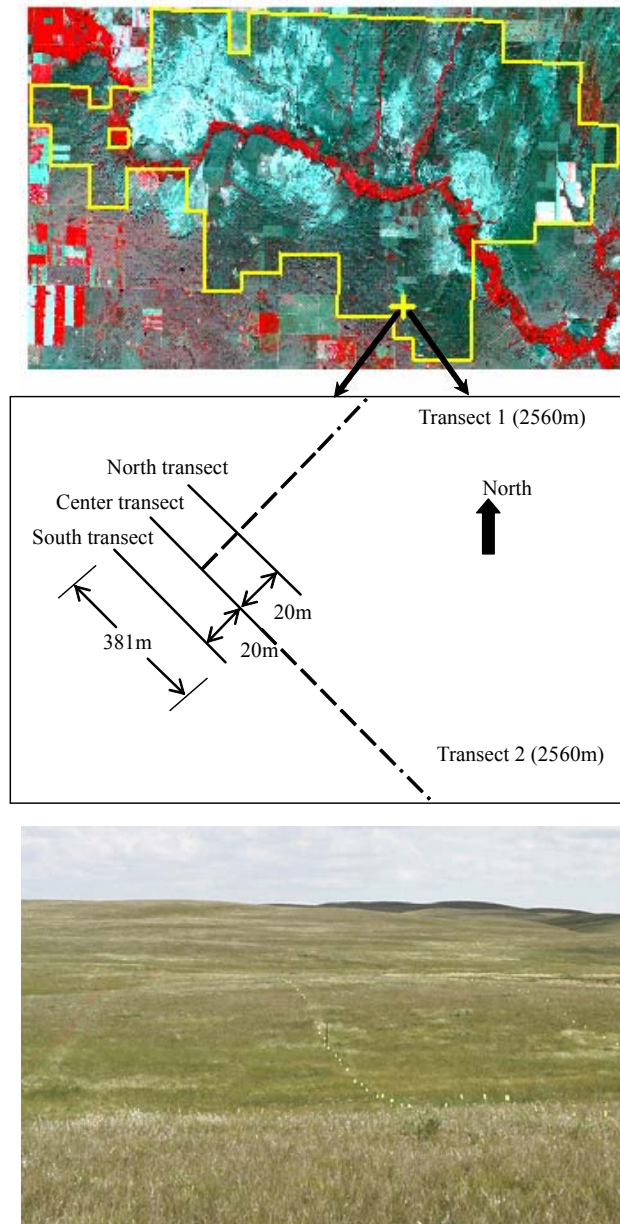 Transect 1 (2560m)
North transect
North
Center transect
South transect
20m
381m
20m
Transect 2 (2560m)